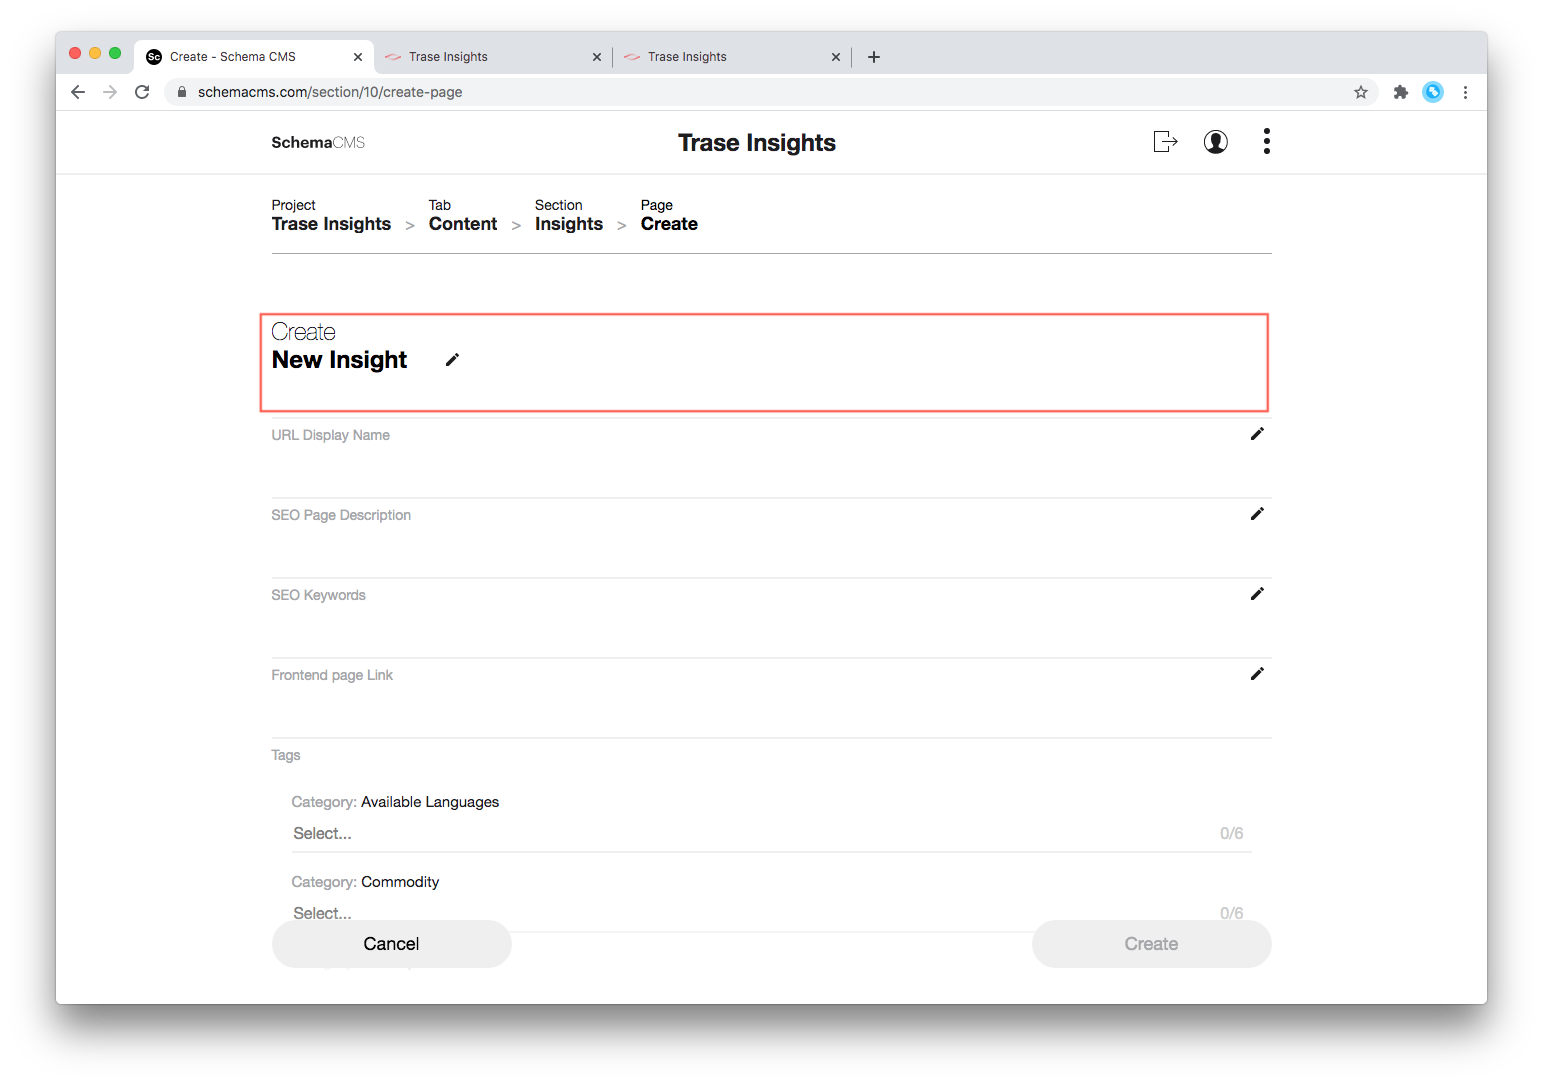 Sc Create - Schema CMS
Trase Insights
Trase Insights
schemacms.com/section/10/create-page
SchemaCMS
Trase Insights
Project
Tab
Section
Page
Trase Insights > Content > Insights > Create
Create
New Insight
URL Display Name
SEO Page Description
SEO Keywords
Frontend page Link
Tags
Category: Available Languages
Select... 0/6
Category: Commodity
Select... 0/6
Cancel
Create